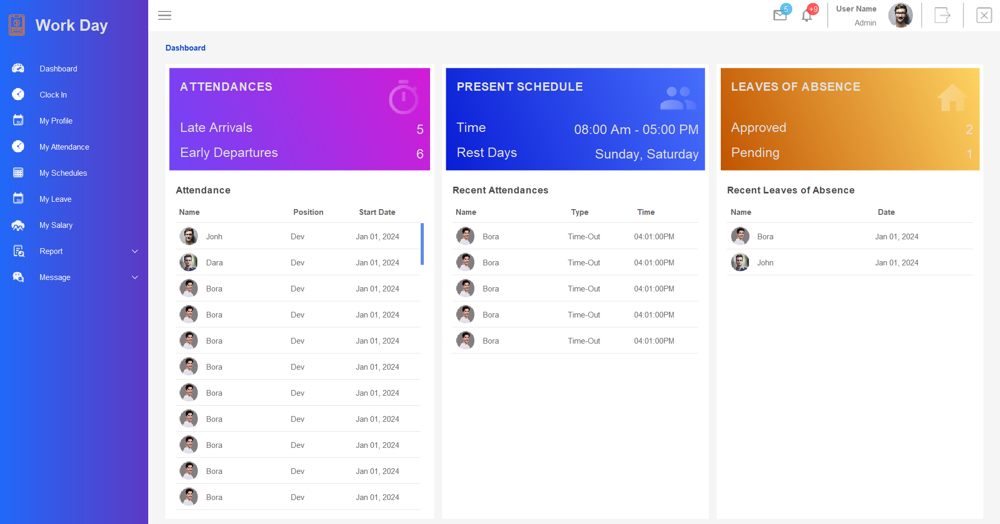 Work Day
Dashboard
Clock In
My Profile
My Attendance
My Schedules
My Leave
My Salary
Report
Message
5
+9
User Name
Admin
Dashboard
ATTENDANCES
Late Arrivals 5
Early Departures 6
PRESENT SCHEDULE
Time 08:00 Am - 05:00 PM
Rest Days Sunday, Saturday
LEAVES OF ABSENCE
Approved 2
Pending 1
Attendance
Name Position Start Date
Jonh Dev Jan 01, 2024
Dara Dev Jan 01, 2024
Bora Dev Jan 01, 2024
Bora Dev Jan 01, 2024
Bora Dev Jan 01, 2024
Bora Dev Jan 01, 2024
Bora Dev Jan 01, 2024
Bora Dev Jan 01, 2024
Bora Dev Jan 01, 2024
Bora Dev Jan 01, 2024
Bora Dev Jan 01, 2024
Recent Attendances
Name Type Time
Bora Time-Out 04:01:00PM
Bora Time-Out 04:01:00PM
Bora Time-Out 04:01:00PM
Bora Time-Out 04:01:00PM
Bora Time-Out 04:01:00PM
Recent Leaves of Absence
Name Date
Bora Jan 01, 2024
John Jan 01, 2024